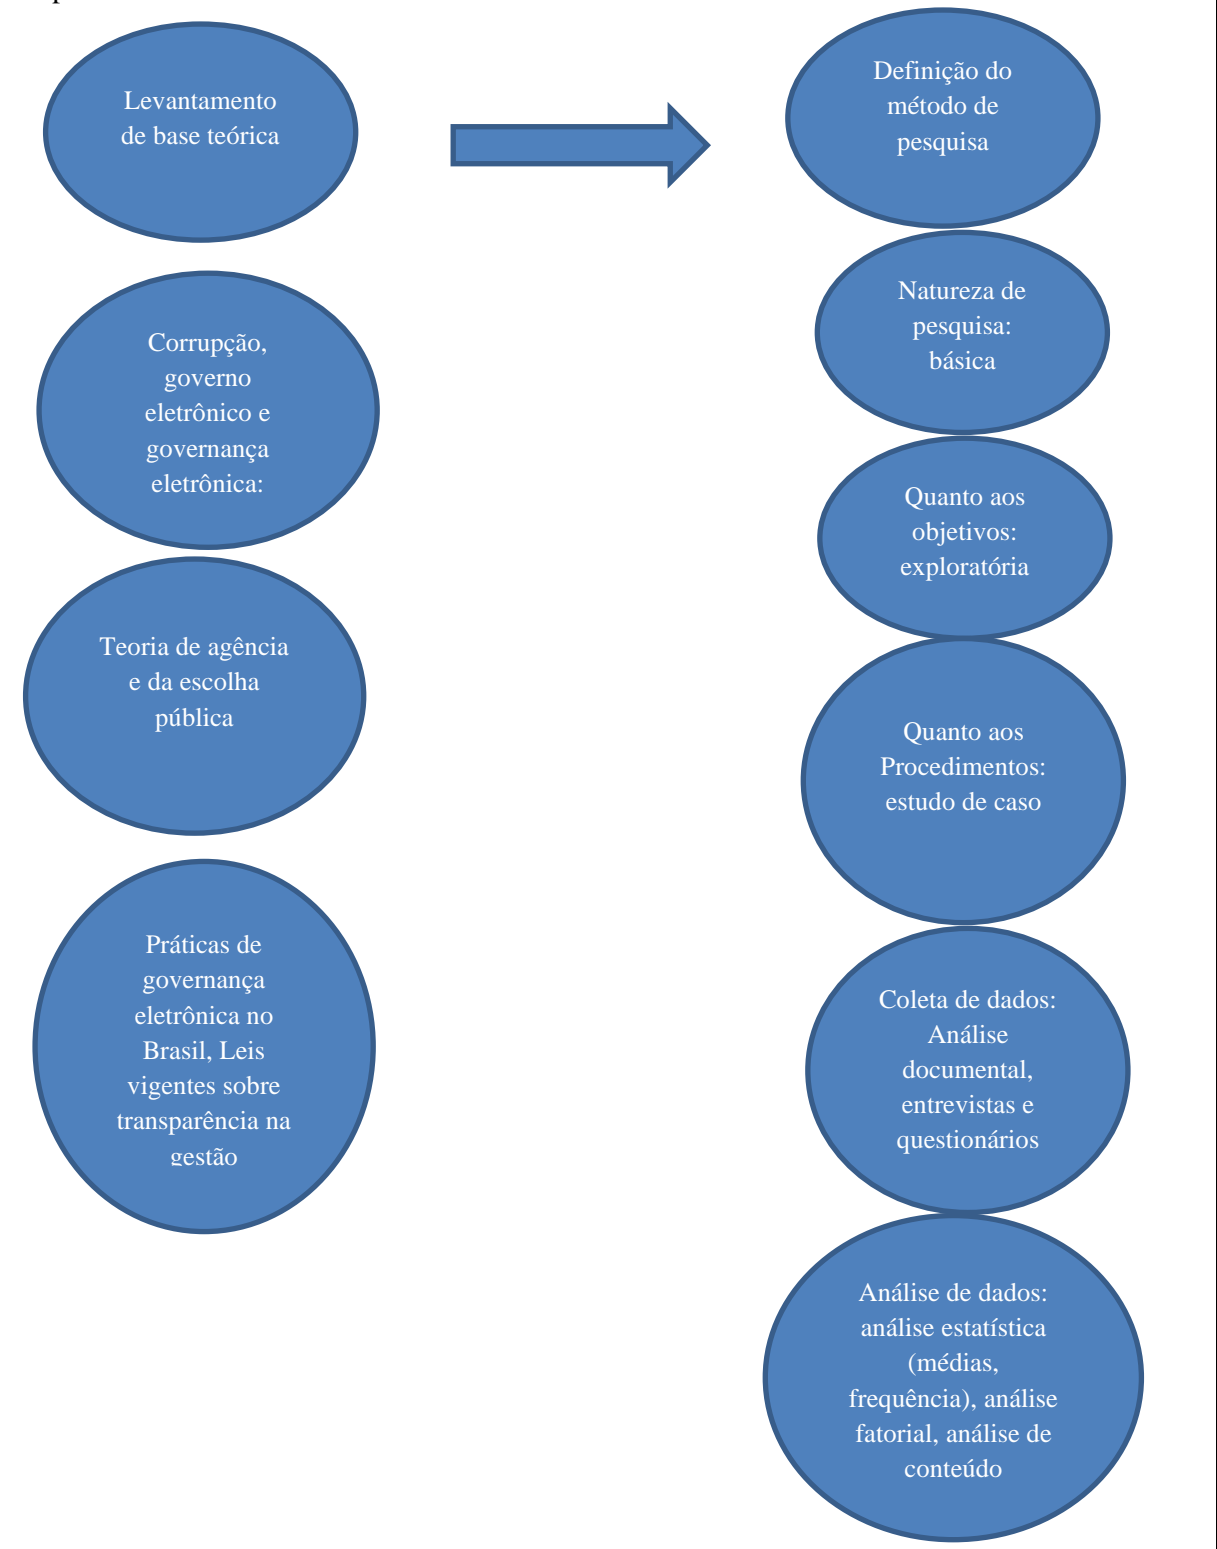 Levantamento
de base teórica
Corrupção,
governo
eletrônico e
governança
eletrônica:
Teoria de agência
e da escolha
pública
Práticas de
governança
eletrônica no
Brasil, Leis
vigentes sobre
transparência na
gestão
Definição do
método de
pesquisa
Natureza de
pesquisa:
básica
Quanto aos
objetivos:
exploratória
Quanto aos
Procedimentos:
estudo de caso
Coleta de dados:
Análise
documental,
entrevistas e
questionários
Análise de dados:
análise estatística
(médias,
frequência), análise
fatorial, análise de
conteúdo